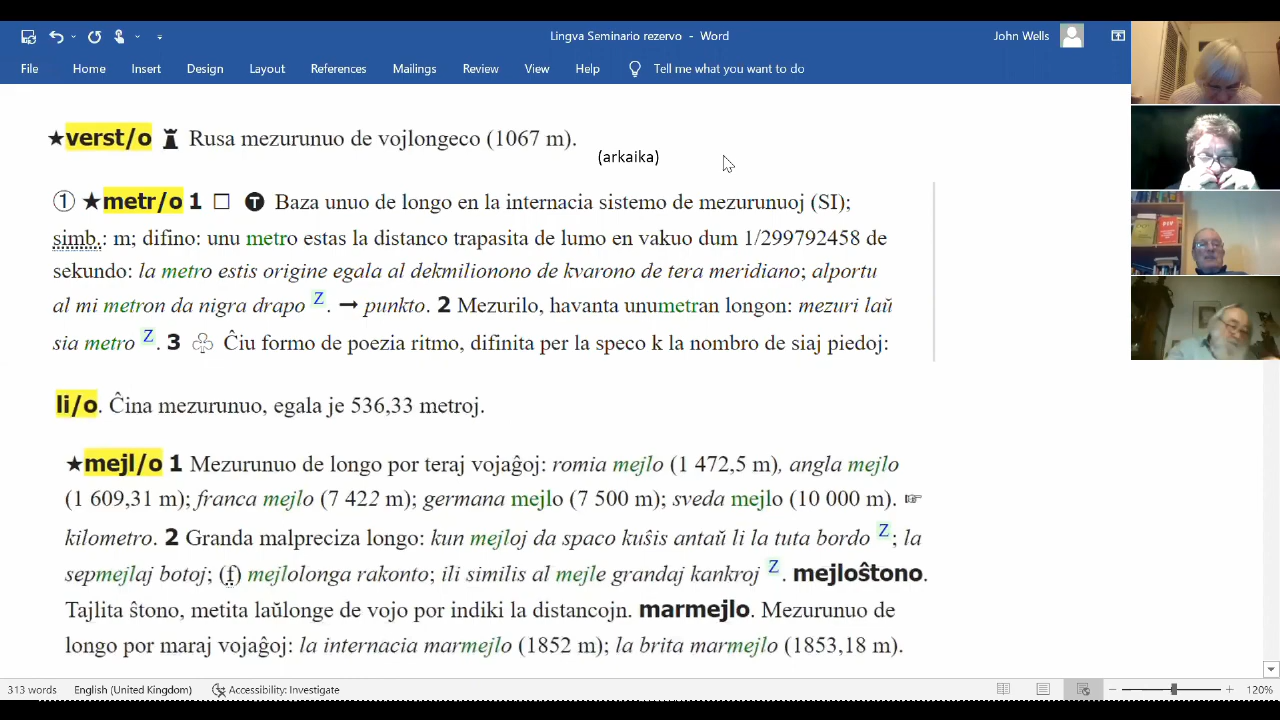 Lingva Seminario rezervo - Word
John Wells
File Home Insert Design Layout References Mailings Review View Help Tell me what you want to do
★verst/o Rusa mezurunuo de vojlongeco (1067 m).
(arkaika)
① ★metr/o 1 ☐ 🅣 Baza unuo de longo en la internacia sistemo de mezurunuoj (SI);
simb.: m; difino: unu metro estas la distanco trapasita de lumo en vakuo dum 1/299792458 de
sekundo: la metro estis origine egala al dekmilionono de kvarono de tera meridiano; alportu
al mi metron da nigra drapo Z. → punkto. 2 Mezurilo, havanta unumetran longon: mezuri laŭ
sia metro Z. 3 ♧ Ĉiu formo de poezia ritmo, difinita per la speco k la nombro de siaj piedoj:
li/o. Ĉina mezurunuo, egala je 536,33 metroj.
★mejl/o 1 Mezurunuo de longo por teraj vojaĝoj: romia mejlo (1 472,5 m), angla mejlo
(1 609,31 m); franca mejlo (7 422 m); germana mejlo (7 500 m); sveda mejlo (10 000 m). ☞
kilometro. 2 Granda malpreciza longo: kun mejloj da spaco kuŝis antaŭ li la tuta bordo Z; la
sepmejlaj botoj; (f) mejlolonga rakonto; ili similis al mejle grandaj kankroj Z. mejloŝtono.
Tajlita ŝtono, metita laŭlonge de vojo por indiki la distancojn. marmejlo. Mezurunuo de
longo por maraj vojaĝoj: la internacia marmejlo (1852 m); la brita marmejlo (1853,18 m).
313 words English (United Kingdom) Accessibility: Investigate 120%